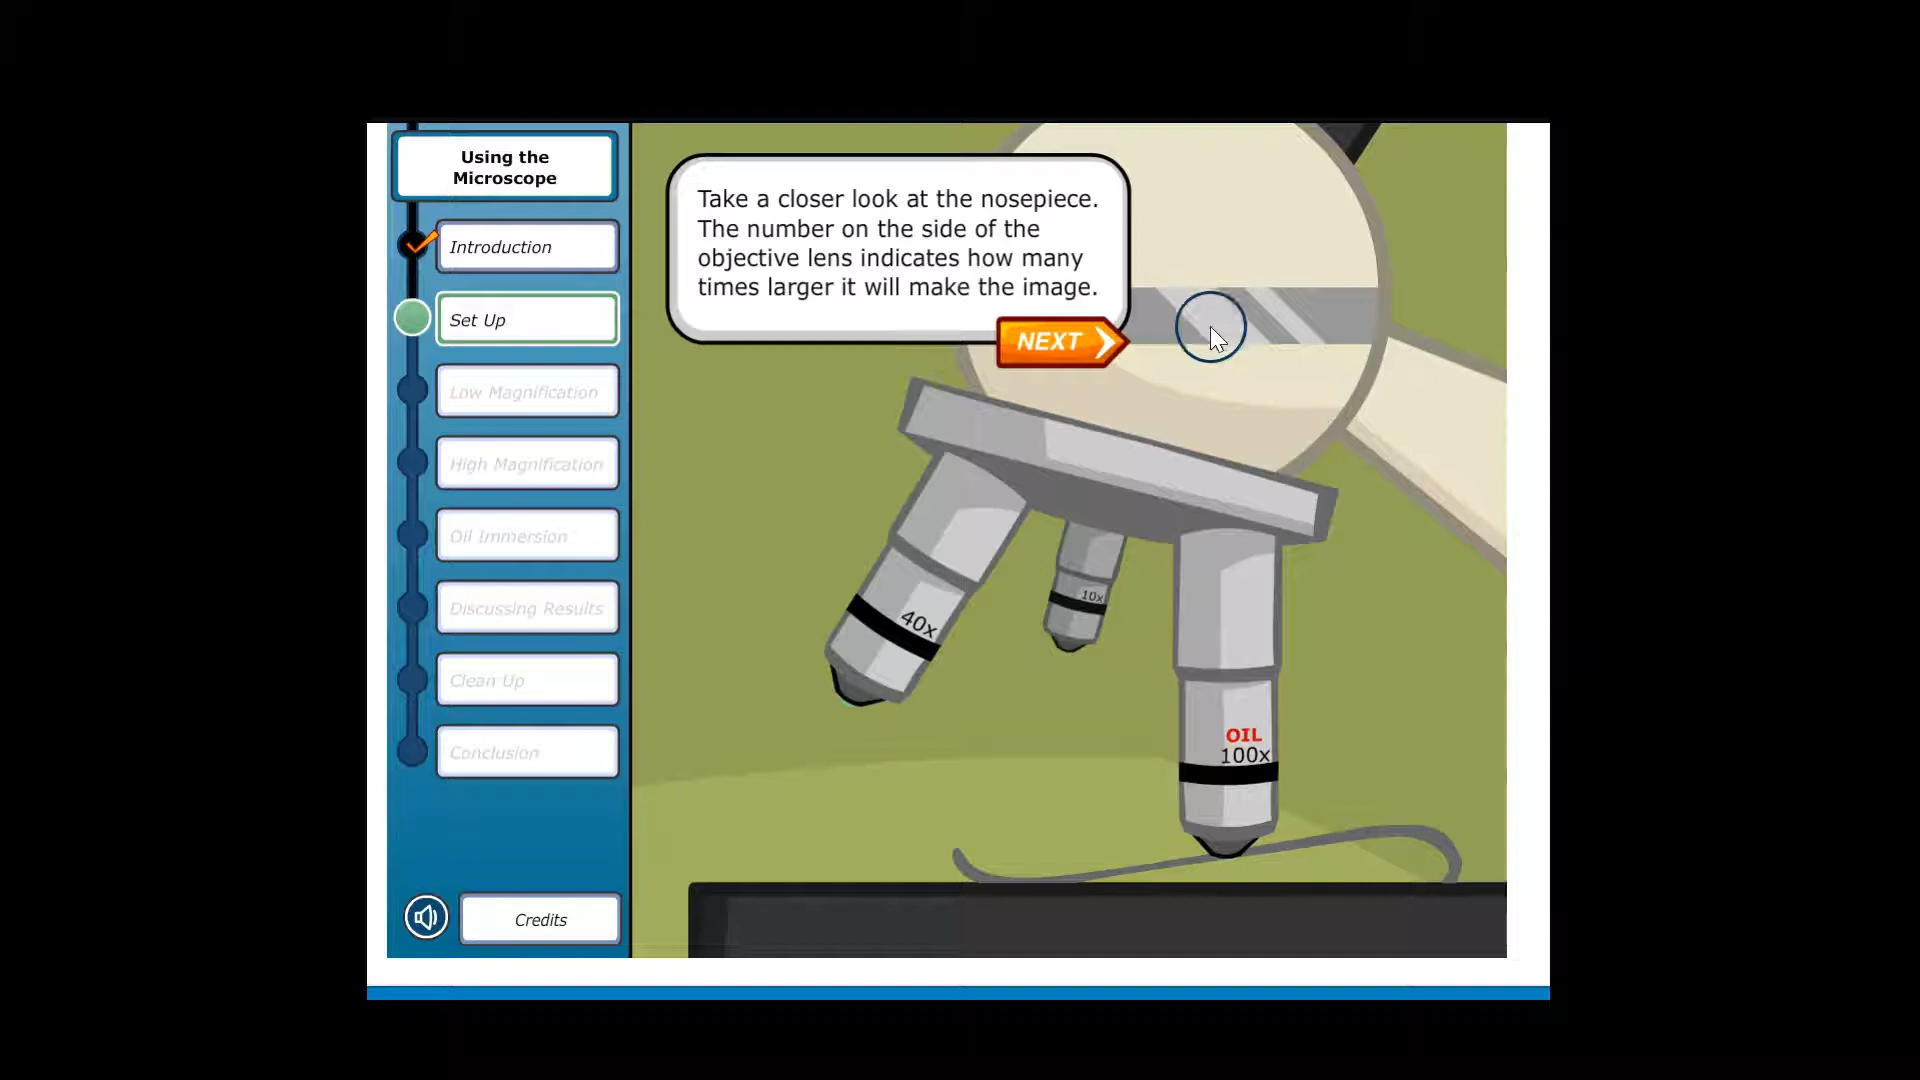 Using the
Microscope
Introduction
Set Up
Low Magnification
High Magnification
Oil Immersion
Discussing Results
Clean Up
Conclusion
Credits
Take a closer look at the nosepiece.
The number on the side of the
objective lens indicates how many
times larger it will make the image.
NEXT
40x
10x
OIL
100x